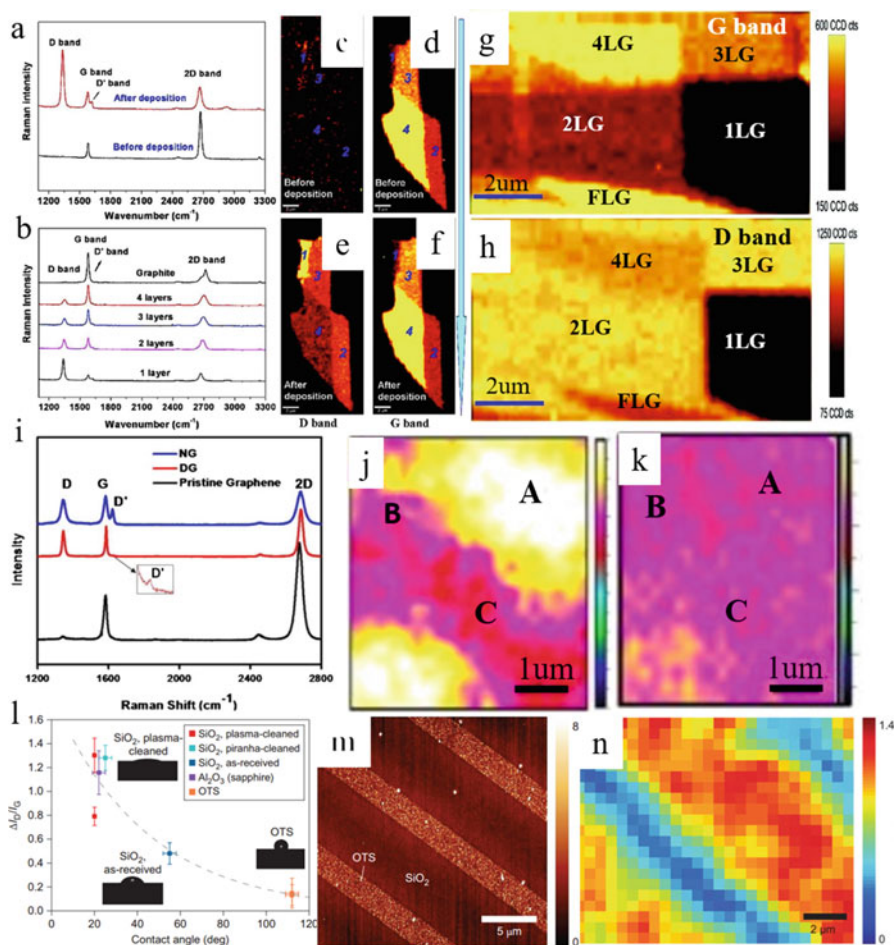 a
D band
G band
D' band
2D band
After deposition
Before deposition
Raman intensity
1200 1500 1800 2100 2400 2700 3000 3300
Wavenumber (cm-1)
b
G band
D' band
D band
2D band
Graphite
4 layers
3 layers
2 layers
1 layer
Raman Intensity
1200 1500 1800 2100 2400 2700 3000 3300
Wavenumber (cm-1)
c
1
3
4
2
Before
deposition
d
3
4
2
Before
deposition
e
1
3
4
2
After
deposition
D band
f
3
4
2
After
deposition
G band
g
G band
4LG
3LG
2LG
1LG
FLG
2um
600 CCD cts
150 CCD cts
h
D band
4LG
3LG
2LG
1LG
FLG
2um
1250 CCD cts
75 CCD cts
i
NG
DG
Pristine Graphene
D
G
D'
2D
D'
Intensity
1200 1600 2000 2400 2800
Raman Shift (cm-1)
j
A
B
C
1um
k
A
B
C
1um
l
SiO2, plasma-
cleaned
SiO2, plasma-cleaned
SiO2, piranha-cleaned
SiO2, as-received
Al2O3 (sapphire)
OTS
SiO2,
as-received
OTS
ΔID/IG
1.6
1.4
1.2
1.0
0.8
0.6
0.4
0.2
0.0
0 20 40 60 80 100 120
Contact angle (deg)
m
OTS
SiO2
5 μm
8
0
n
2 μm
1.4
0